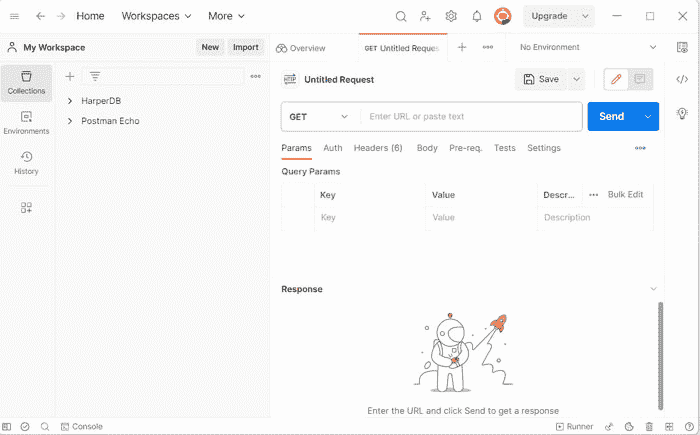 Home Workspaces More Upgrade
My Workspace New Import Overview GET Untitled Reques No Environment
HTTP Untitled Request Save
Collections
HarperDB
Postman Echo
Environments
History
GET Enter URL or paste text Send
Params Auth Headers (6) Body Pre-req. Tests Settings
Query Params
Key Value Descr... Bulk Edit
Key Value Description
Response
Enter the URL and click Send to get a response
Console Runner